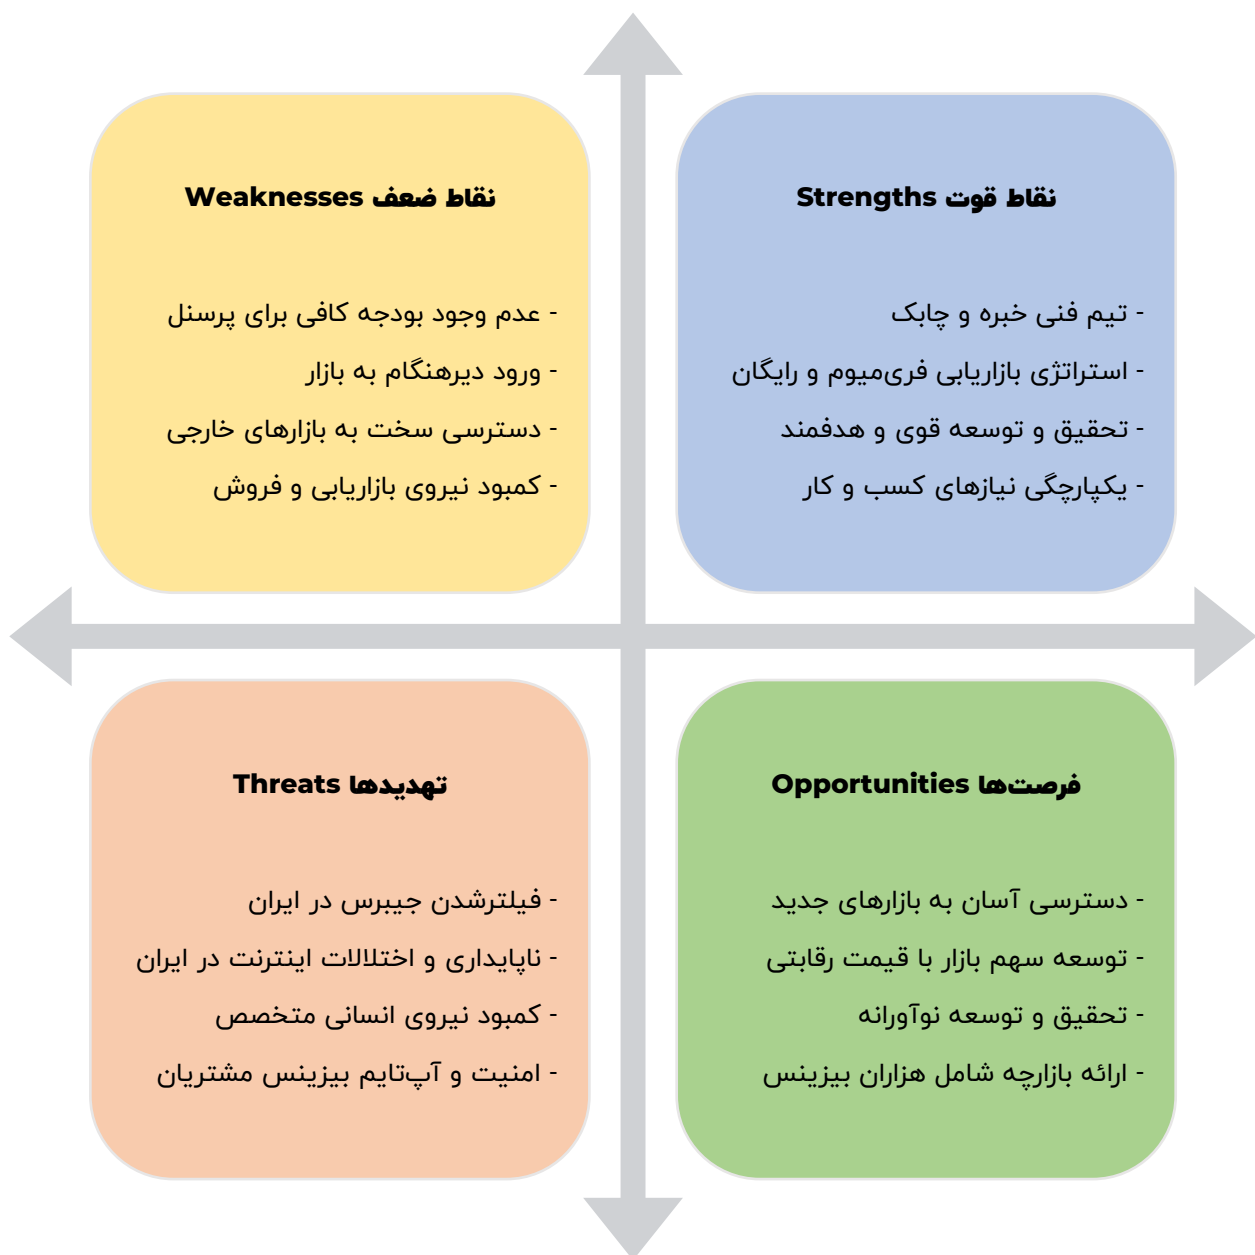 نقاط قوت Strengths
- تیم فنی خبره و چابک
- استراتژی بازاریابی فری‌میوم و رایگان
- تحقیق و توسعه قوی و هدفمند
- یکپارچگی نیازهای کسب و کار
نقاط ضعف Weaknesses
- عدم وجود بودجه کافی برای پرسنل
- ورود دیرهنگام به بازار
- دسترسی سخت به بازارهای خارجی
- کمبود نیروی بازاریابی و فروش
فرصت‌ها Opportunities
- دسترسی آسان به بازارهای جدید
- توسعه سهم بازار با قیمت رقابتی
- تحقیق و توسعه نوآورانه
- ارائه بازارچه شامل هزاران بیزینس
تهدیدها Threats
- فیلترشدن جیبرس در ایران
- ناپایداری و اختلالات اینترنت در ایران
- کمبود نیروی انسانی متخصص
- امنیت و آپ‌تایم بیزینس مشتریان